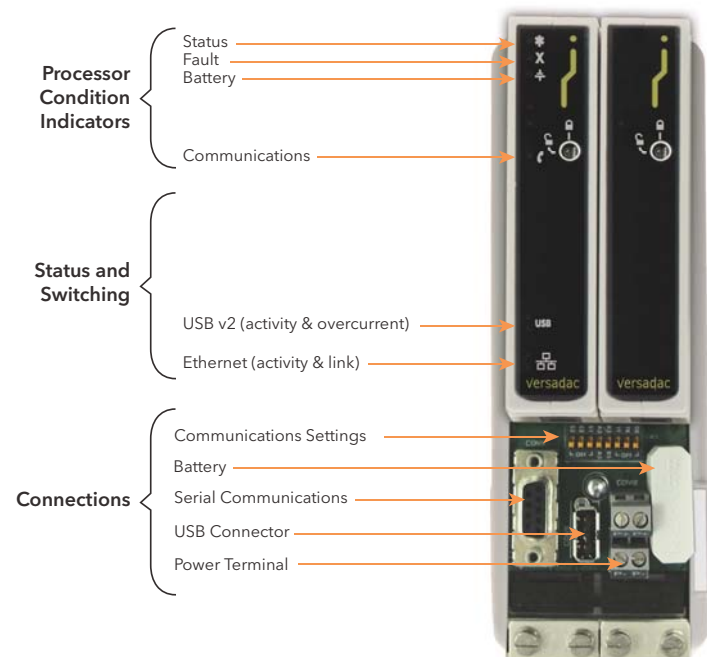 Processor
Condition
Indicators
Status
Fault
Battery
Communications
Status and
Switching
USB v2 (activity & overcurrent)
USB
Ethernet (activity & link)
versadac
versadac
Connections
Communications Settings
Battery
Serial Communications
USB Connector
Power Terminal